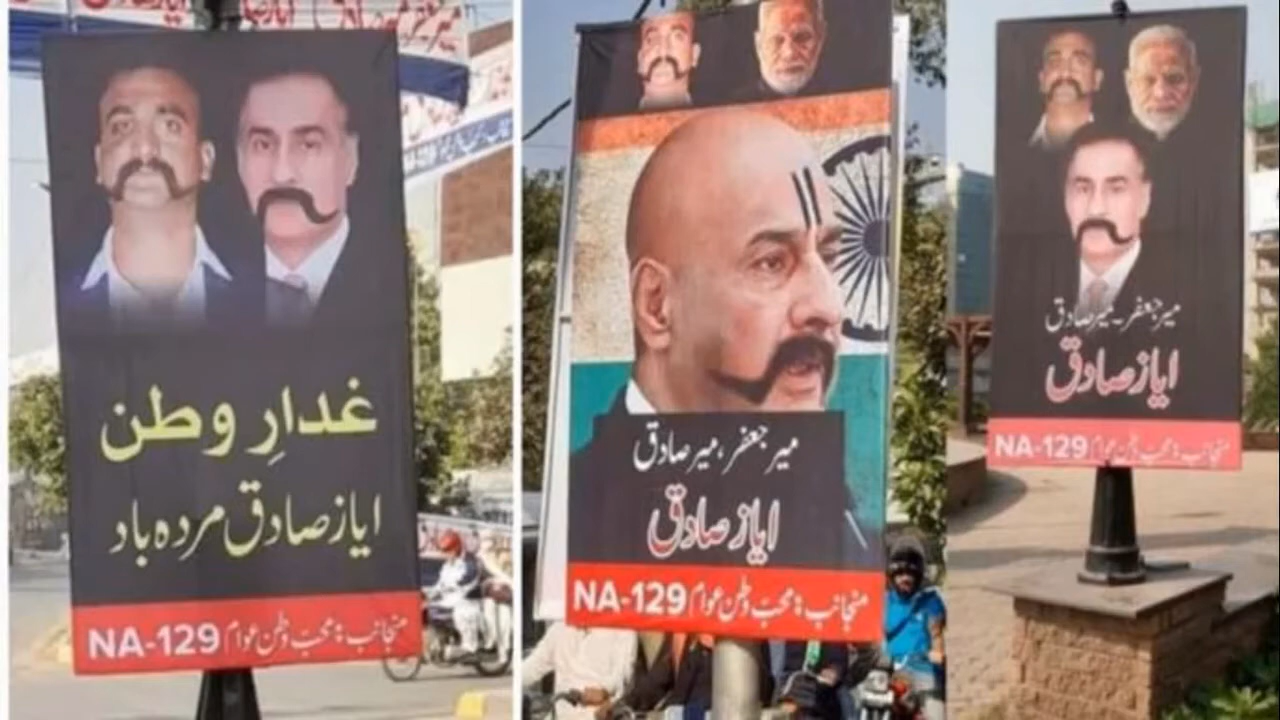 غدارِ وطن
ایاز صادق مردہ باد
منجانب: محبّ وطن عوام NA-129
میر جعفر، میر صادق
ایاز صادق
منجانب: محبّ وطن عوام NA-129
میر جعفر۔ میر صادق
ایاز صادق
منجانب: محبّ وطن عوام NA-129